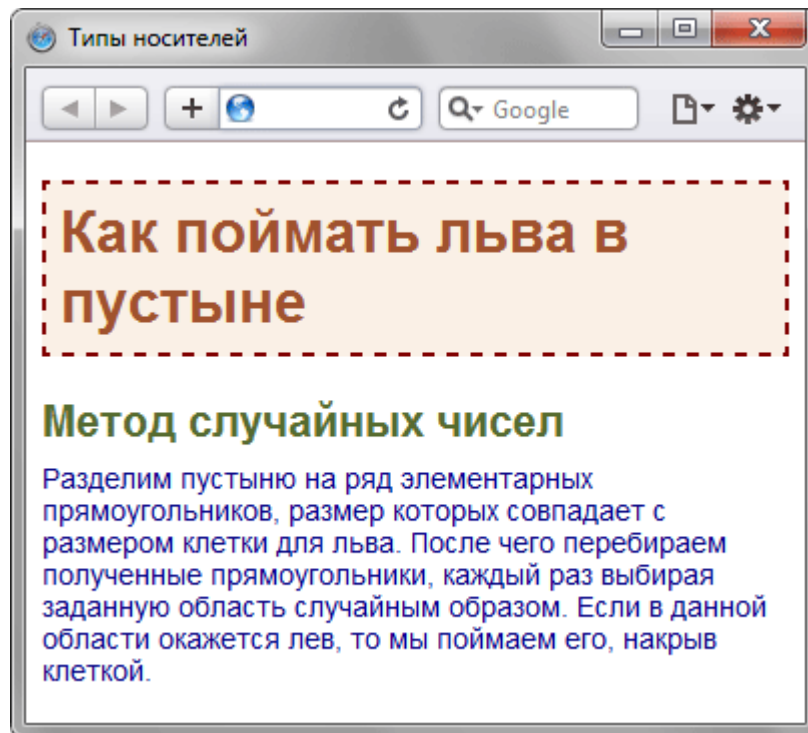 Типы носителей
Google
Как поймать льва в
пустыне
Метод случайных чисел
Разделим пустыню на ряд элементарных
прямоугольников, размер которых совпадает с
размером клетки для льва. После чего перебираем
полученные прямоугольники, каждый раз выбирая
заданную область случайным образом. Если в данной
области окажется лев, то мы поймаем его, накрыв
клеткой.